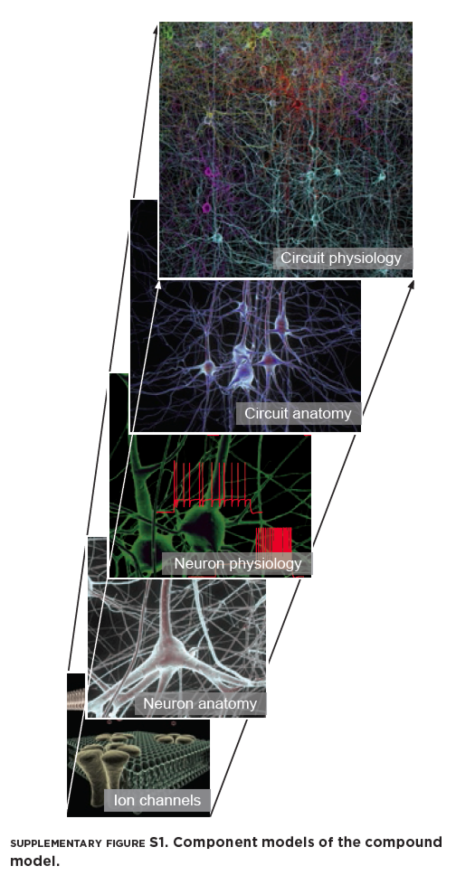 Circuit physiology
Circuit anatomy
Neuron physiology
Neuron anatomy
Ion channels
SUPPLEMENTARY FIGURE S1. Component models of the compound
model.